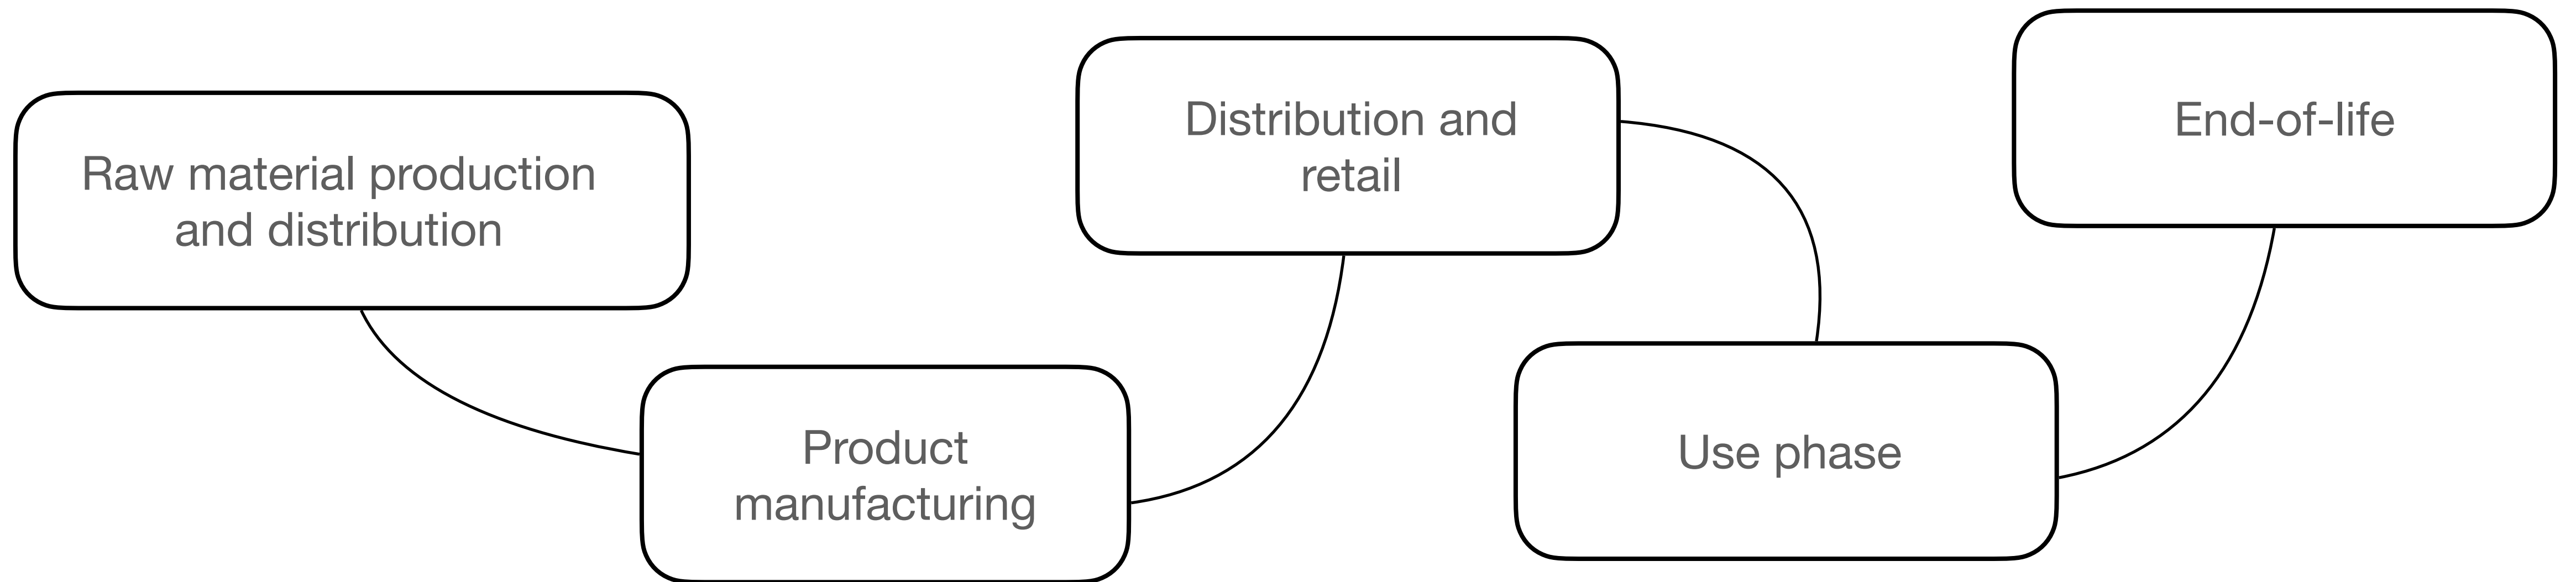 Raw material production
and distribution
Product
manufacturing
Distribution and
retail
Use phase
End-of-life